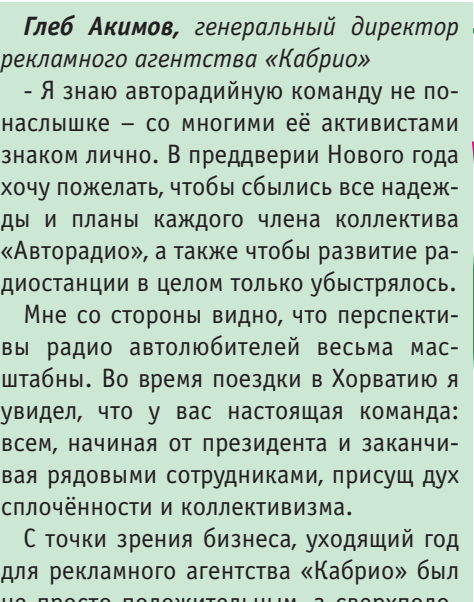 Глеб Акимов, генеральный директор
рекламного агентства «Кабрио»
- Я знаю авторадийную команду не по-
наслышке – со многими её активистами
знаком лично. В преддверии Нового года
хочу пожелать, чтобы сбылись все надеж-
ды и планы каждого члена коллектива
«Авторадио», а также чтобы развитие ра-
диостанции в целом только убыстрялось.
Мне со стороны видно, что перспекти-
вы радио автолюбителей весьма мас-
штабны. Во время поездки в Хорватию я
увидел, что у вас настоящая команда:
всем, начиная от президента и заканчи-
вая рядовыми сотрудниками, присущ дух
сплочённости и коллективизма.
С точки зрения бизнеса, уходящий год
для рекламного агентства «Кабрио» был
не просто положительным, а сверхполо-